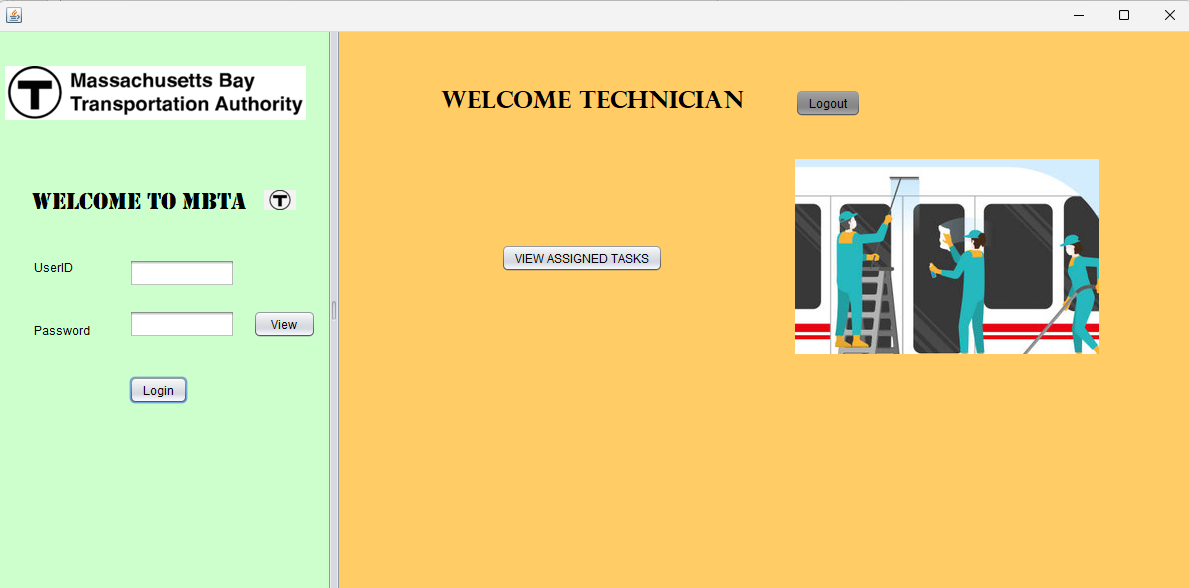 T Massachusetts Bay
Transportation Authority
WELCOME TO MBTA T
UserID
Password
View
Login
WELCOME TECHNICIAN
Logout
VIEW ASSIGNED TASKS